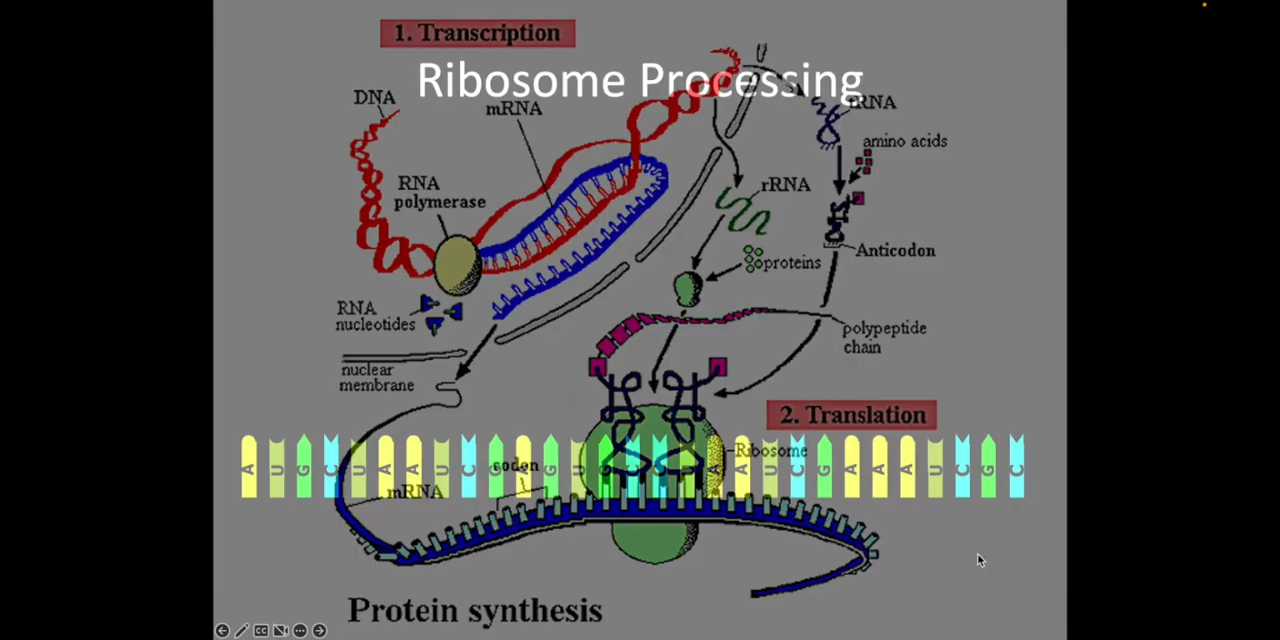 1. Transcription
Ribosome Processing
DNA
mRNA
tRNA
amino acids
RNA
polymerase
rRNA
Anticodon
proteins
RNA
nucleotides
polypeptide
chain
nuclear
membrane
2. Translation
Ribosome
codon
A U G C U A A U C G A G U G C C U A A U C G A A A U C G C
mRNA
Protein synthesis
CC